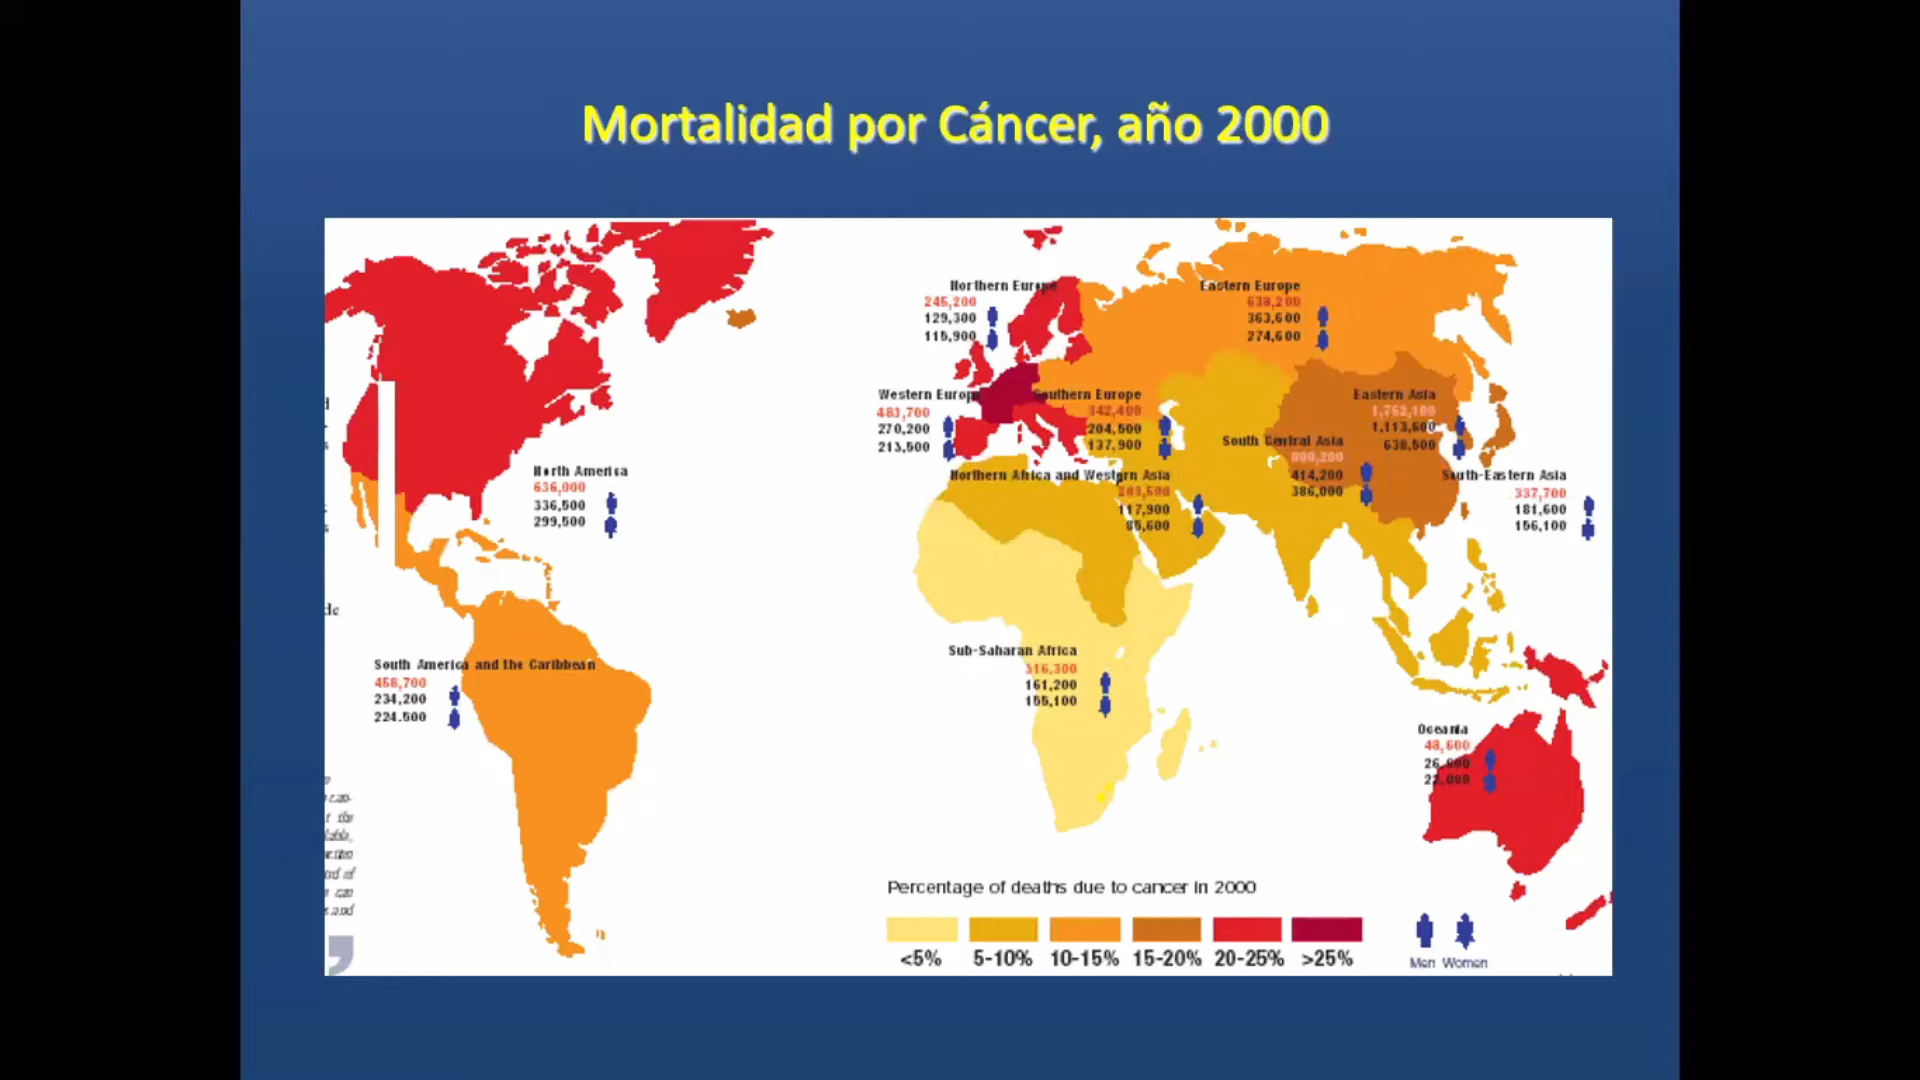 Mortalidad por Cáncer, año 2000
Northern Europe
245,200
129,300
115,900
Eastern Europe
638,200
363,600
274,600
Western Europ
483,700
270,200
213,500
Southern Europe
342,400
204,500
137,900
Eastern Asia
1,752,100
1,113,600
638,500
South Central Asia
800,200
414,200
386,000
North America
636,000
336,500
299,500
Northern Africa and Western Asia
203,500
117,900
85,600
South-Eastern Asia
337,700
181,600
156,100
Sub-Saharan Africa
316,300
161,200
155,100
South America and the Caribbean
458,700
234,200
224.500
Oceania
48,600
26,600
22,000
de
Percentage of deaths due to cancer in 2000
<5% 5-10% 10-15% 15-20% 20-25% >25%
Men Women